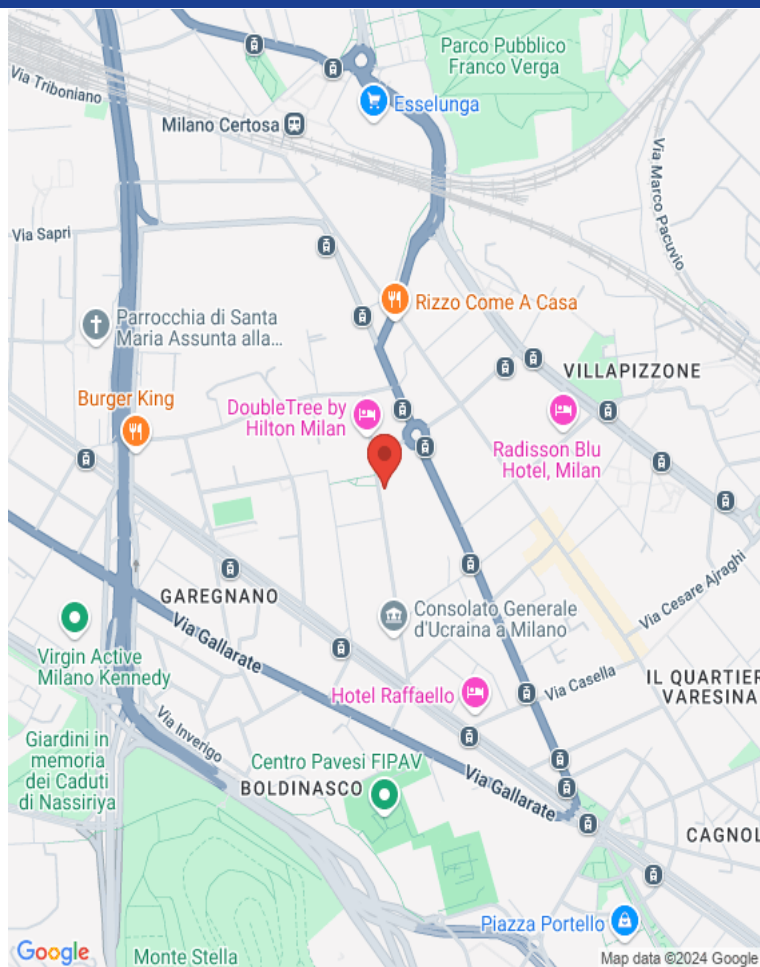 Parco Pubblico
Franco Verga
Via Triboniano
Esselunga
Milano Certosa
Via Marco Pacuvio
Via Sapri
Rizzo Come A Casa
Parrocchia di Santa
Maria Assunta alla...
VILLAPIZZONE
Burger King
DoubleTree by
Hilton Milan
Radisson Blu
Hotel, Milan
GAREGNANO
Consolato Generale
d'Ucraina a Milano
Via Cesare Ajraghi
Via Gallarate
Virgin Active
Milano Kennedy
Hotel Raffaello
Via Casella
IL QUARTIER
VARESINA
Via Inverigo
Giardini in
memoria
dei Caduti
di Nassiriya
Centro Pavesi FIPAV
BOLDINASCO
Via Gallarate
CAGNOL
Piazza Portello
Google
Monte Stella
Map data ©2024 Google